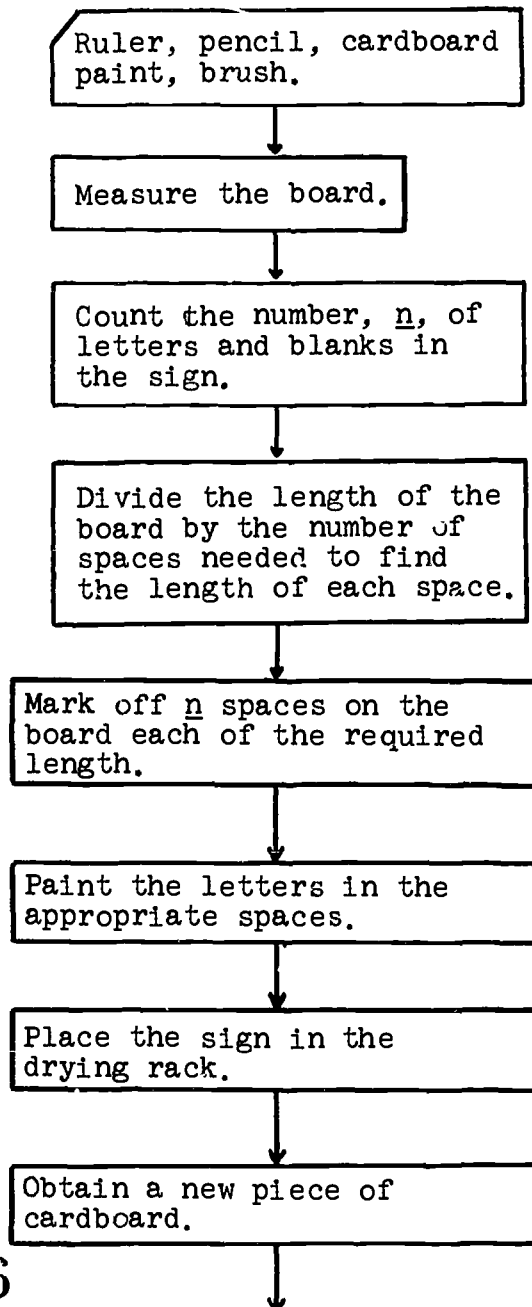 Ruler, pencil, cardboard
paint, brush.
Measure the board.
Count the number, n, of
letters and blanks in
the sign.
Divide the length of the
board by the number of
spaces needed to find
the length of each space.
Mark off n spaces on the
board each of the required
length.
Paint the letters in the
appropriate spaces.
Place the sign in the
drying rack.
Obtain a new piece of
cardboard.